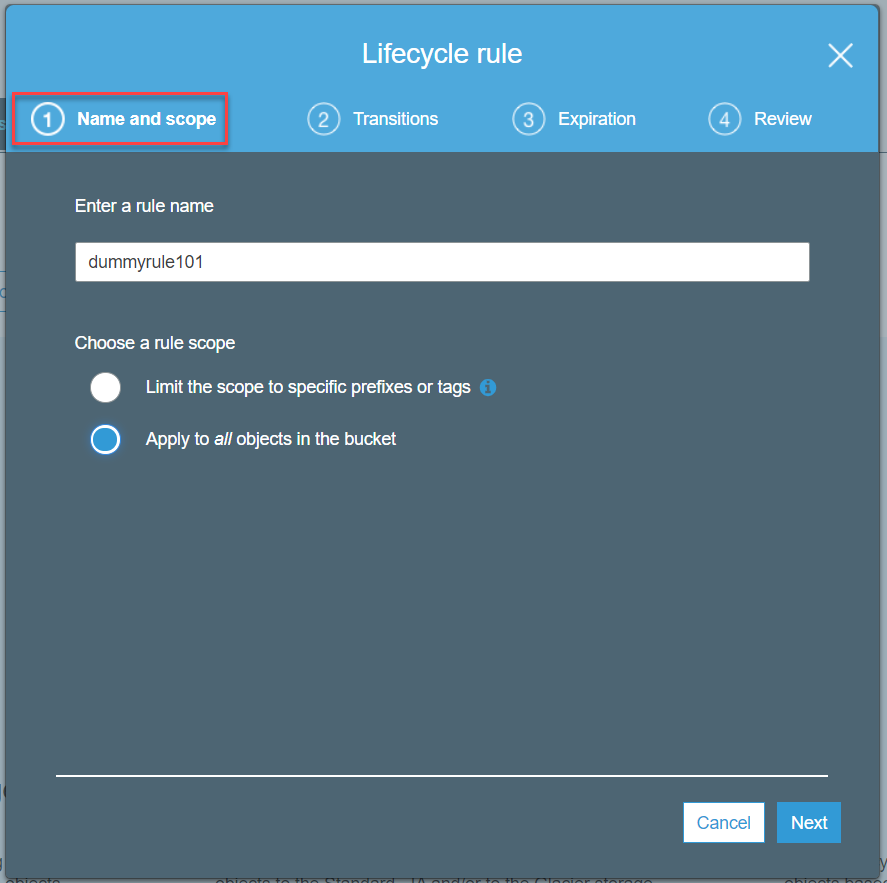 Lifecycle rule
1 Name and scope 2 Transitions 3 Expiration 4 Review
Enter a rule name
dummyrule101
Choose a rule scope
Limit the scope to specific prefixes or tags i
Apply to all objects in the bucket
Cancel Next